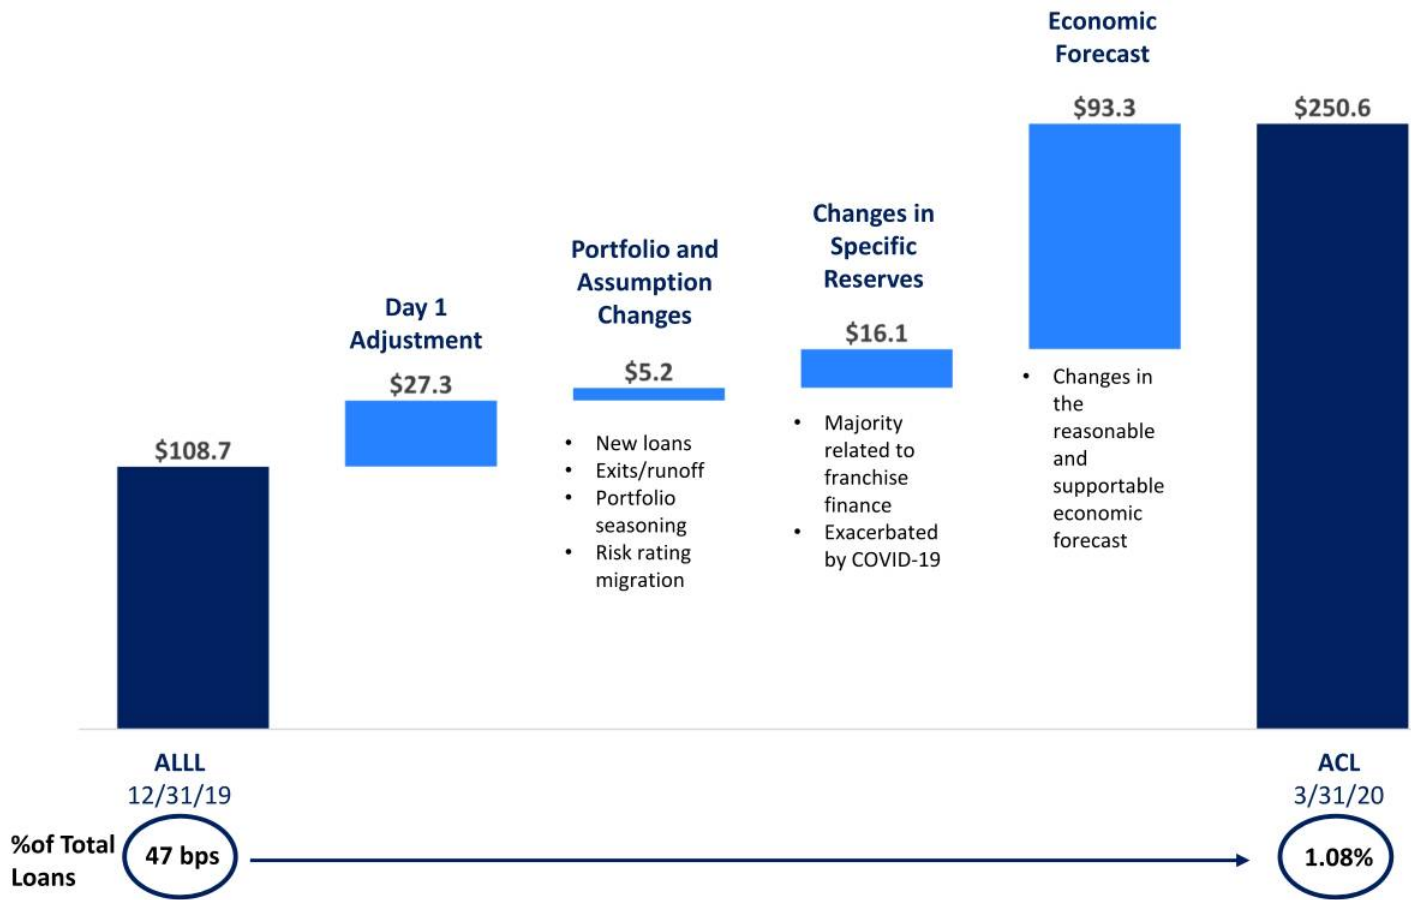 Economic
Forecast
$93.3
$250.6
Changes in
Specific
Reserves
$16.1
Portfolio and
Assumption
Changes
$5.2
Day 1
Adjustment
$27.3
$108.7
• New loans
• Exits/runoff
• Portfolio
seasoning
• Risk rating
migration
• Majority
related to
franchise
finance
• Exacerbated
by COVID-19
• Changes in
the
reasonable
and
supportable
economic
forecast
ALLL
12/31/19
ACL
3/31/20
%of Total
Loans
47 bps
1.08%